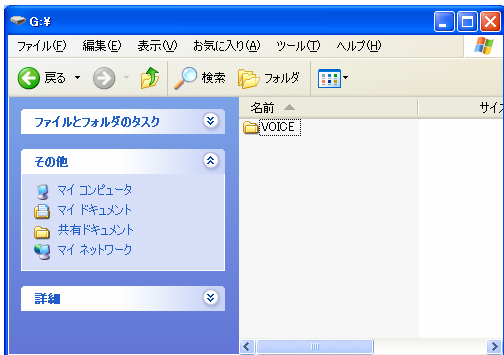 G:¥
ファイル(F) 編集(E) 表示(V) お気に入り(A) ツール(T) ヘルプ(H)
戻る 検索 フォルダ
名前 サイズ
ファイルとフォルダのタスク
VOICE
その他
マイ コンピュータ
マイ ドキュメント
共有ドキュメント
マイ ネットワーク
詳細